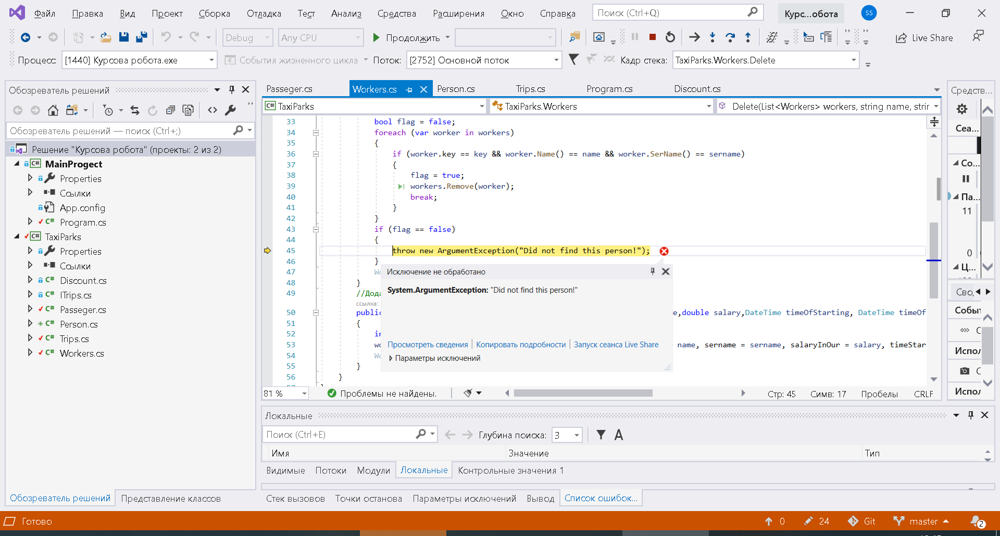 Файл Правка Вид Проект Сборка Отладка Тест Анализ Средства Расширения Окно Справка Поиск (Ctrl+Q) Курс...обота SS
Debug Any CPU Продолжить Live Share
Процесс: [1440] Курсова робота.exe События жизненного цикла Поток: [2752] Основной поток Кадр стека: TaxiParks.Workers.Delete
Обозреватель решений
Обозреватель решений — поиск (Ctrl+;)
Решение "Курсова робота" (проекты: 2 из 2)
C# MainProgect
Properties
Ссылки
App.config
C# Program.cs
C# TaxiParks
Properties
Ссылки
C# Discount.cs
C# ITrips.cs
C# Passeger.cs
C# Person.cs
C# Trips.cs
C# Workers.cs
Обозреватель решений Представление классов
Passeger.cs Workers.cs Person.cs Trips.cs Program.cs Discount.cs
C# TaxiParks TaxiParks.Workers Delete(List<Workers> workers, string name, strir
33 bool flag = false;
34 foreach (var worker in workers)
35 {
36 if (worker.key == key && worker.Name() == name && worker.SerName() == sername)
37 {
38 flag = true;
39 workers.Remove(worker);
40 break;
41 }
42 }
43 if (flag == false)
44 {
45 throw new ArgumentException("Did not find this person!");
46 }
47
48 }
49 //Дода
ссылка:
50 public e,double salary,DateTime timeOfStarting, DateTime timeOf
51 {
52
53 name, sername = sername, salaryInOur = salary, timeStar
54
55 }
56 }
Исключение не обработано
System.ArgumentException: "Did not find this person!"
Просмотреть сведения Копировать подробности Запуск сеанса Live Share
Параметры исключений
81 % Проблемы не найдены. Стр: 45 Симв: 17 Пробелы CRLF
Средств...
Сеа...
Со...
Па...
11
0
Ц...
Сво,
Событ
Испол
Испол
Локальные
Поиск (Ctrl+E) Глубина поиска: 3
Имя Значение Тип
Видимые Потоки Модули Локальные Контрольные значения 1
Стек вызовов Точки останова Параметры исключений Вывод Список ошибок...
Готово 0 24 Git master 2